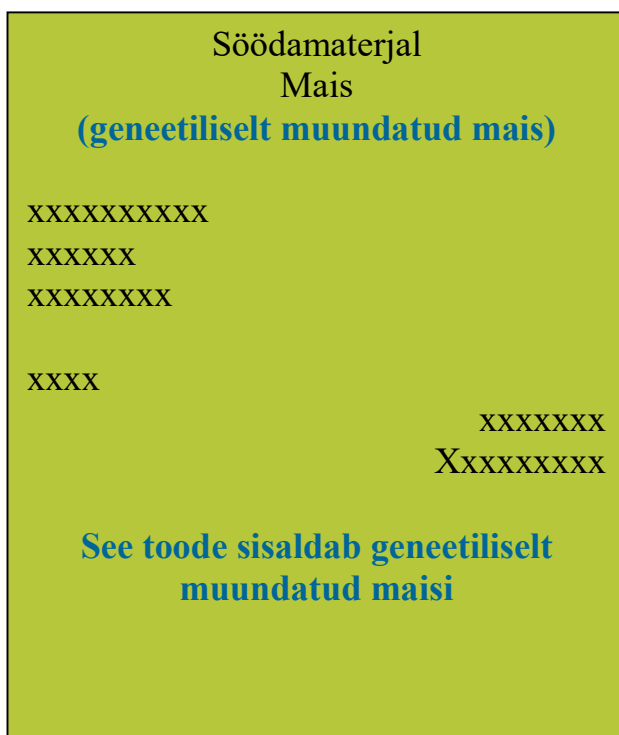 Söödamaterjal
Mais
(geneetiliselt muundatud mais)
xxxxxxxxxx
xxxxxx
xxxxxxxx
xxxx
xxxxxxx
Xxxxxxxxx
See toode sisaldab geneetiliselt
muundatud maisi